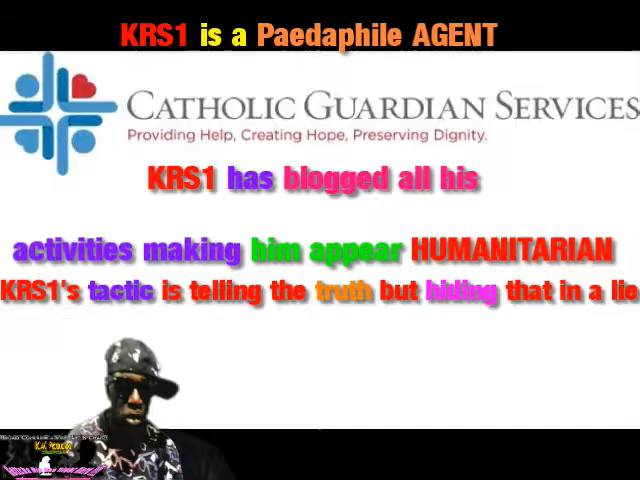 KRS1 is a Paedaphile AGENT
CATHOLIC GUARDIAN SERVICES
Providing Help, Creating Hope, Preserving Dignity.
KRS1 has blogged all his
activities making him appear HUMANITARIAN
KRS1's tactic is telling the truth but hiding that in a lie